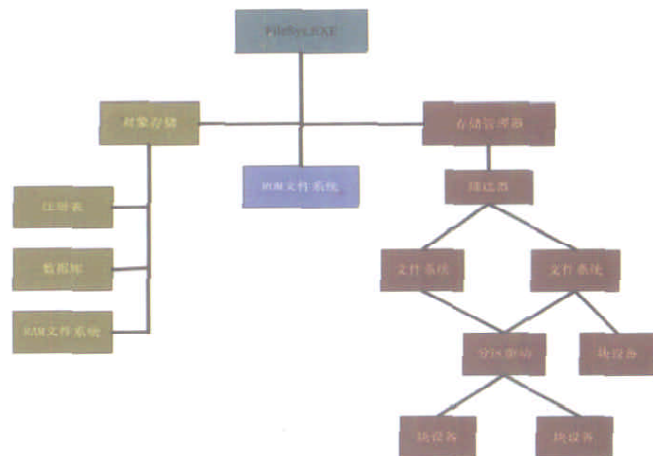 FileSys.EXE
对象存储
存储管理器
ROM文件系统
筛选器
注册表
文件系统
文件系统
数据库
RAM文件系统
分区驱动
块设备
块设备
块设备